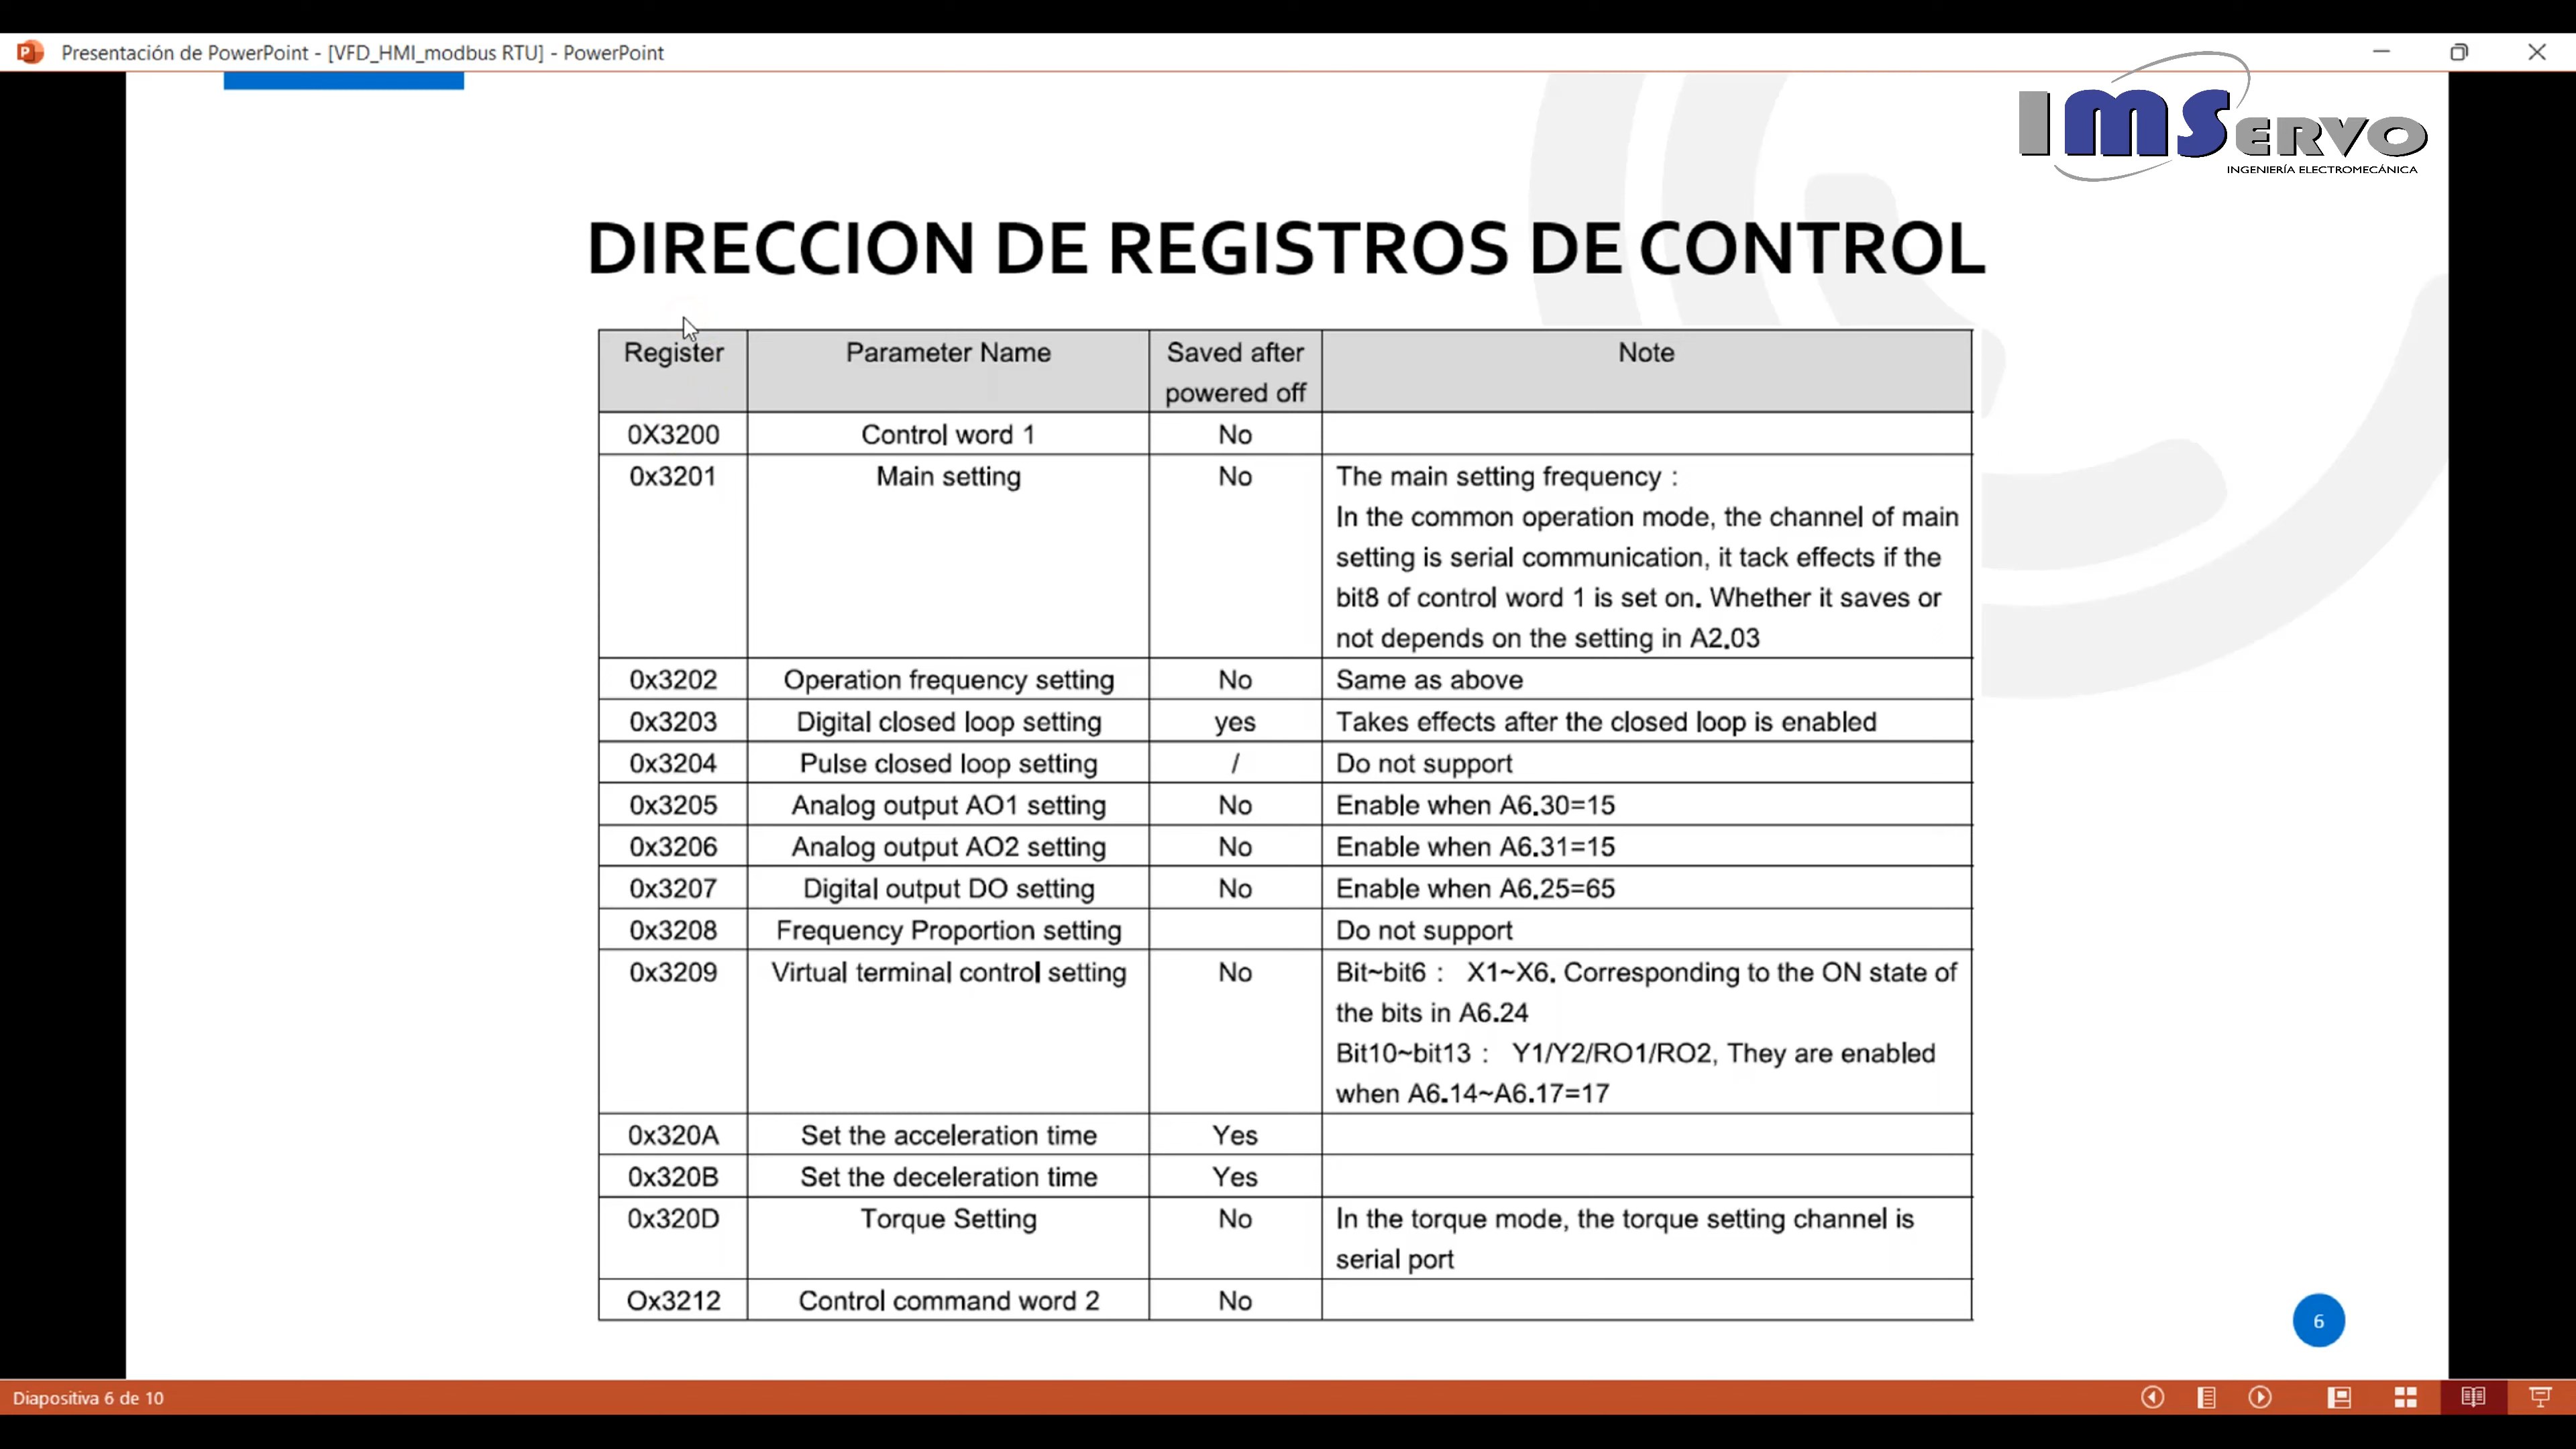 Presentación de PowerPoint - [VFD_HMI_modbus RTU] - PowerPoint
IMSERVO
INGENIERÍA ELECTROMECÁNICA
DIRECCION DE REGISTROS DE CONTROL
Register Parameter Name Saved after powered off Note
0X3200 Control word 1 No
0x3201 Main setting No The main setting frequency :
In the common operation mode, the channel of main
setting is serial communication, it tack effects if the
bit8 of control word 1 is set on. Whether it saves or
not depends on the setting in A2.03
0x3202 Operation frequency setting No Same as above
0x3203 Digital closed loop setting yes Takes effects after the closed loop is enabled
0x3204 Pulse closed loop setting / Do not support
0x3205 Analog output AO1 setting No Enable when A6.30=15
0x3206 Analog output AO2 setting No Enable when A6.31=15
0x3207 Digital output DO setting No Enable when A6.25=65
0x3208 Frequency Proportion setting Do not support
0x3209 Virtual terminal control setting No Bit~bit6 : X1~X6. Corresponding to the ON state of
the bits in A6.24
Bit10~bit13 : Y1/Y2/RO1/RO2, They are enabled
when A6.14~A6.17=17
0x320A Set the acceleration time Yes
0x320B Set the deceleration time Yes
0x320D Torque Setting No In the torque mode, the torque setting channel is
serial port
Ox3212 Control command word 2 No
6
Diapositiva 6 de 10